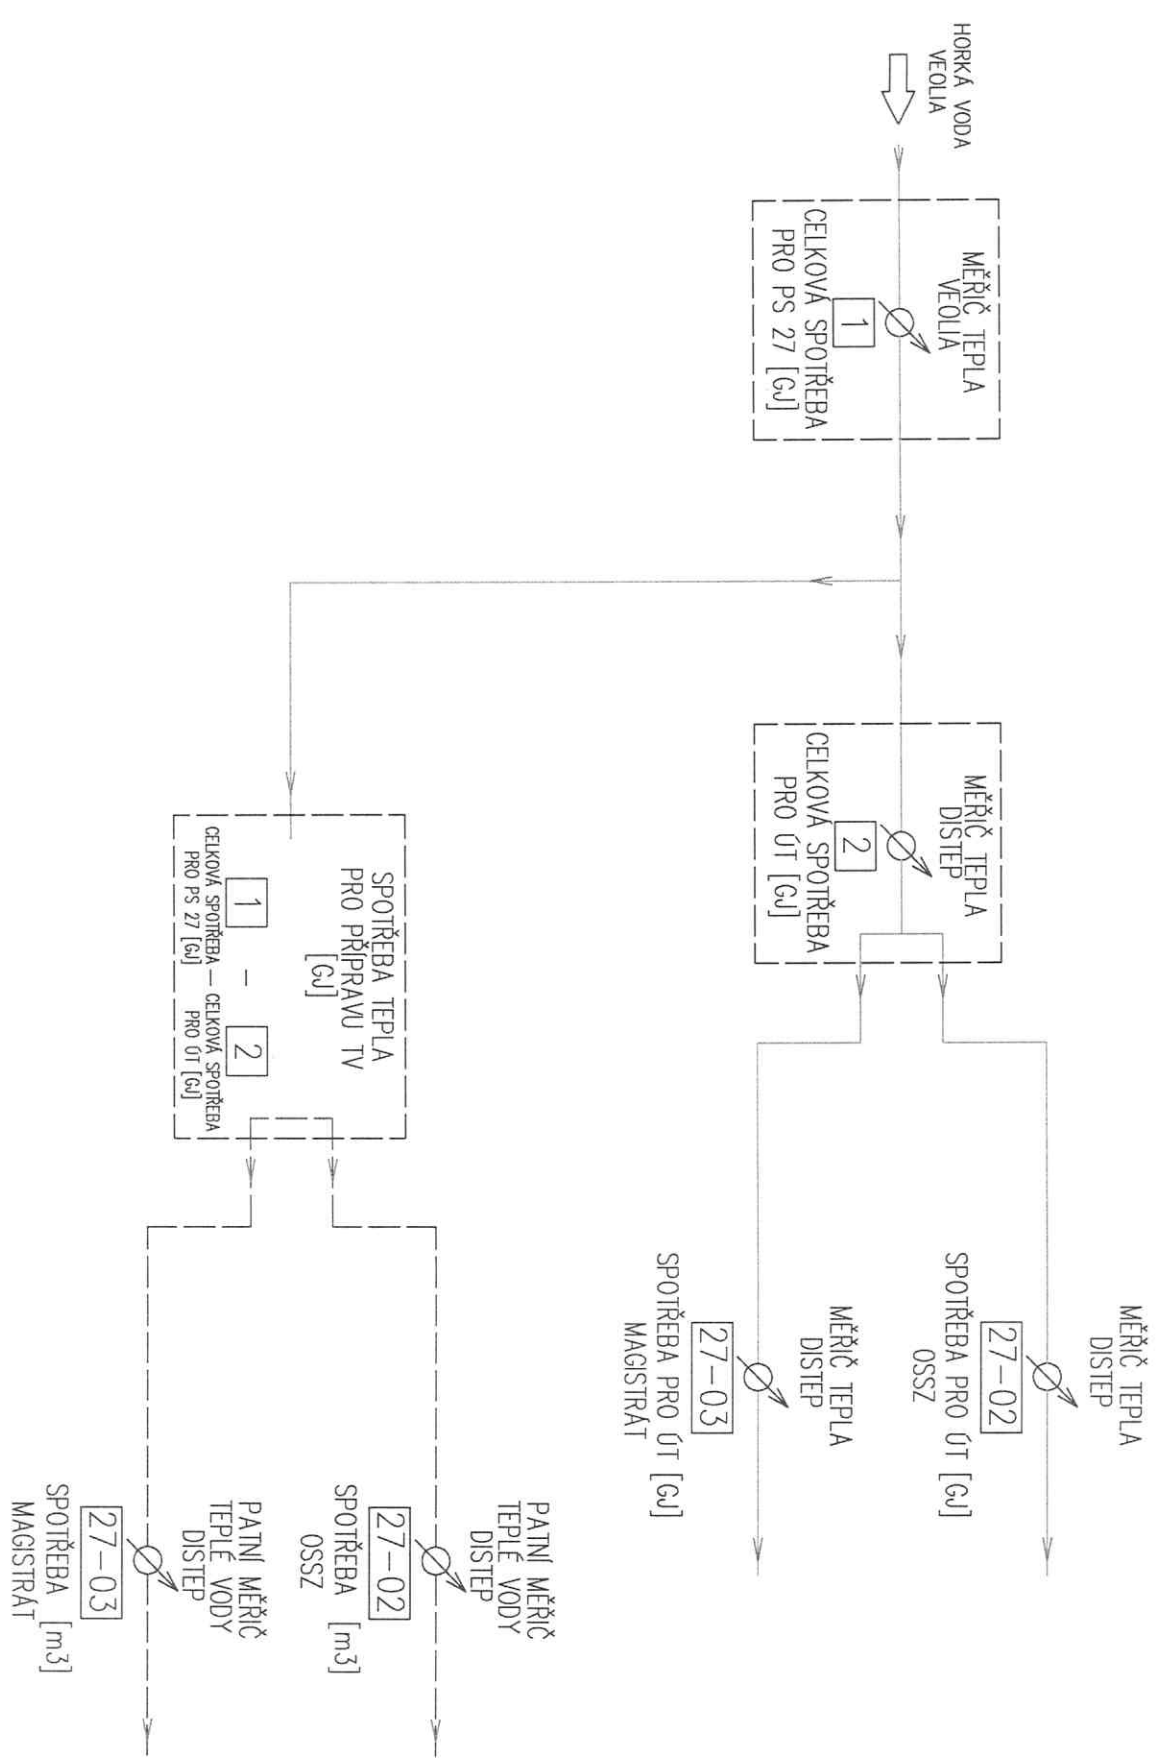 HORKÁ VODA
VEOLIA
MĚŘIČ TEPLA
VEOLIA
1
CELKOVÁ SPOTŘEBA
PRO PS 27 [GJ]
MĚŘIČ TEPLA
DISTEP
2
CELKOVÁ SPOTŘEBA
PRO ÚT [GJ]
MĚŘIČ TEPLA
DISTEP
27-02
SPOTŘEBA PRO ÚT [GJ]
OSSZ
MĚŘIČ TEPLA
DISTEP
27-03
SPOTŘEBA PRO ÚT [GJ]
MAGISTRÁT
SPOTŘEBA TEPLA
PRO PŘÍPRAVU TV
[GJ]
1 - 2
CELKOVÁ SPOTŘEBA — CELKOVÁ SPOTŘEBA
PRO PS 27 [GJ] PRO ÚT [GJ]
PATNÍ MĚŘIČ
TEPLÉ VODY
DISTEP
27-02
SPOTŘEBA [m3]
OSSZ
PATNÍ MĚŘIČ
TEPLÉ VODY
DISTEP
27-03
SPOTŘEBA [m3]
MAGISTRÁT